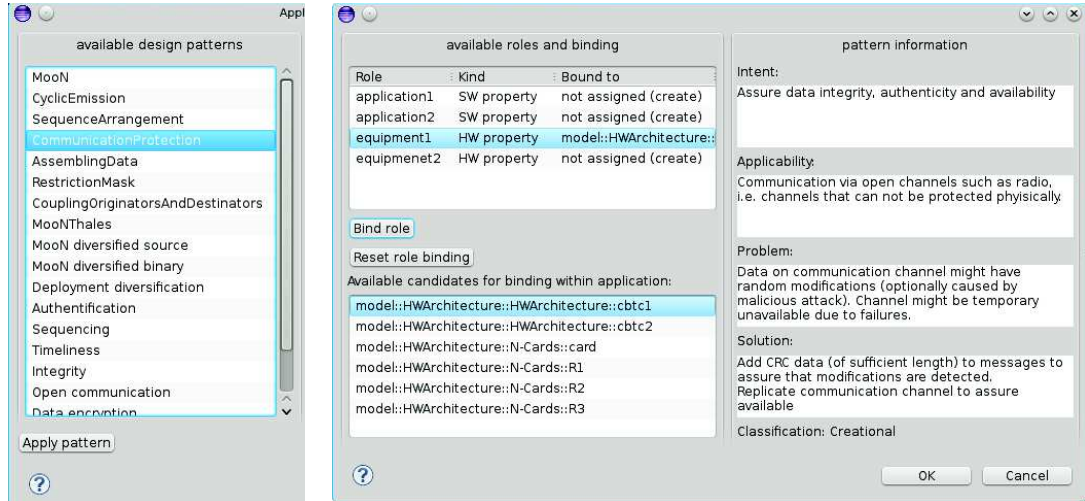 Appl
available design patterns
MooN
CyclicEmission
SequenceArrangement
CommunicationProtection
AssemblingData
RestrictionMask
CouplingOriginatorsAndDestinators
MooNThales
MooN diversified source
MooN diversified binary
Deployment diversification
Authentification
Sequencing
Timeliness
Integrity
Open communication
Data encryption
Apply pattern
?
available roles and binding
Role Kind Bound to
application1 SW property not assigned (create)
application2 SW property not assigned (create)
equipment1 HW property model::HWArchitecture::
equipmenet2 HW property not assigned (create)
Bind role
Reset role binding
Available candidates for binding within application:
model::HWArchitecture::HWArchitecture::cbtc1
model::HWArchitecture::HWArchitecture::cbtc2
model::HWArchitecture::N-Cards::card
model::HWArchitecture::N-Cards::R1
model::HWArchitecture::N-Cards::R2
model::HWArchitecture::N-Cards::R3
?
pattern information
Intent:
Assure data integrity, authenticity and availability
Applicability:
Communication via open channels such as radio,
i.e. channels that can not be protected phyisically.
Problem:
Data on communication channel might have
random modifications (optionally caused by
malicious attack). Channel might be temporary
unavailable due to failures.
Solution:
Add CRC data (of sufficient length) to messages to
assure that modifications are detected.
Replicate communication channel to assure
available
Classification: Creational
OK Cancel